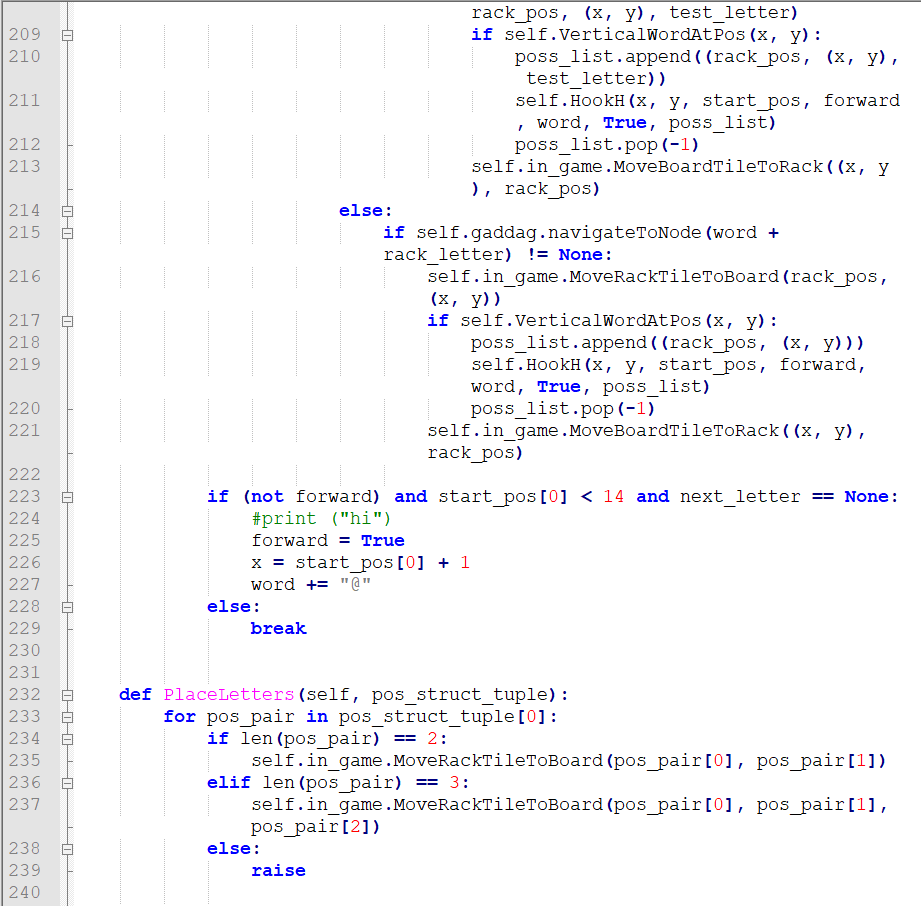 rack_pos, (x, y), test_letter)
209 if self.VerticalWordAtPos(x, y):
210 poss_list.append((rack_pos, (x, y),
test_letter))
211 self.HookH(x, y, start_pos, forward
, word, True, poss_list)
212 poss_list.pop(-1)
213 self.in_game.MoveBoardTileToRack((x, y
), rack_pos)
214 else:
215 if self.gaddag.navigateToNode(word +
rack_letter) != None:
216 self.in_game.MoveRackTileToBoard(rack_pos,
(x, y))
217 if self.VerticalWordAtPos(x, y):
218 poss_list.append((rack_pos, (x, y)))
219 self.HookH(x, y, start_pos, forward,
word, True, poss_list)
220 poss_list.pop(-1)
221 self.in_game.MoveBoardTileToRack((x, y),
rack_pos)
222
223 if (not forward) and start_pos[0] < 14 and next_letter == None:
224 #print ("hi")
225 forward = True
226 x = start_pos[0] + 1
227 word += "@"
228 else:
229 break
230
231
232 def PlaceLetters(self, pos_struct_tuple):
233 for pos_pair in pos_struct_tuple[0]:
234 if len(pos_pair) == 2:
235 self.in_game.MoveRackTileToBoard(pos_pair[0], pos_pair[1])
236 elif len(pos_pair) == 3:
237 self.in_game.MoveRackTileToBoard(pos_pair[0], pos_pair[1],
pos_pair[2])
238 else:
239 raise
240